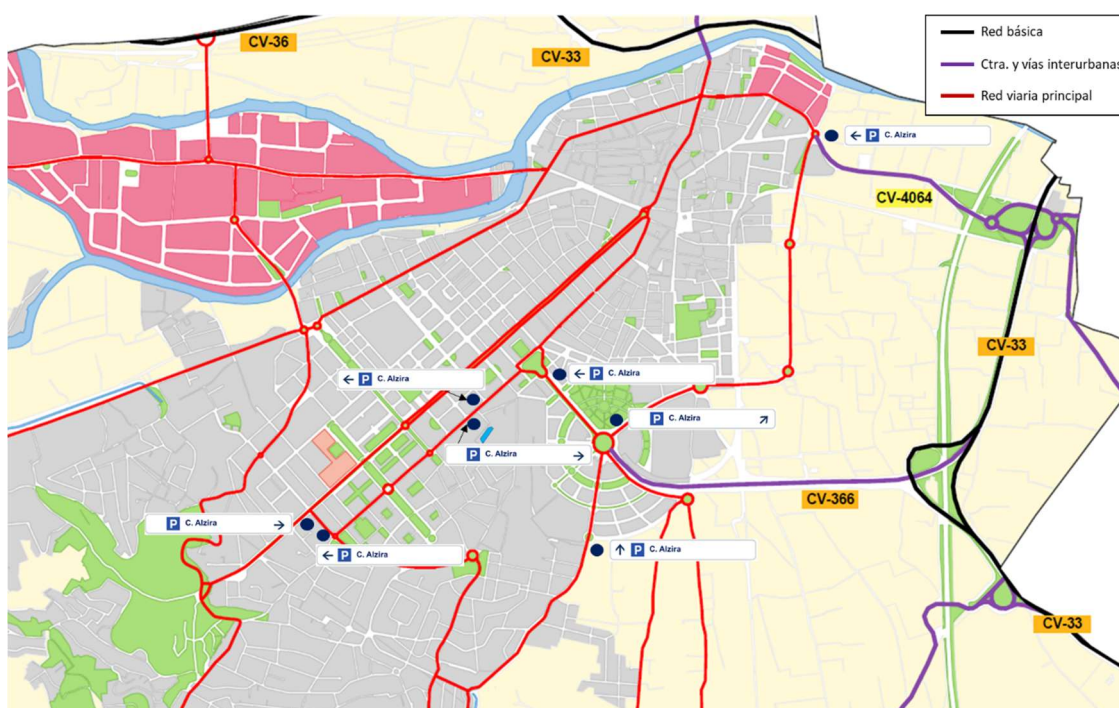 CV-36
CV-33
Red básica
Ctra. y vías interurbanas
Red viaria principal
← P C. Alzira
CV-4064
CV-33
← P C. Alzira
← P C. Alzira
P C. Alzira ↗
P C. Alzira →
CV-366
P C. Alzira →
← P C. Alzira
↑ P C. Alzira
CV-33